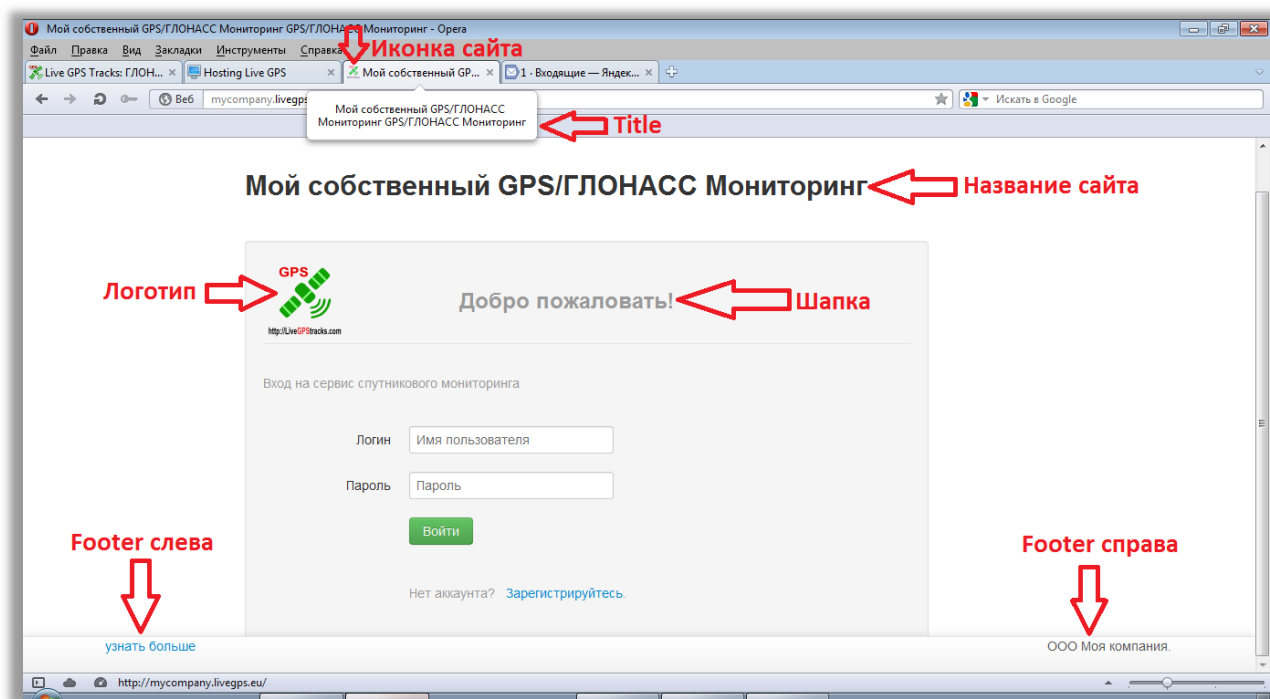 Мой собственный GPS/ГЛОНАСС Мониторинг GPS/ГЛОНАСС Мониторинг - Opera
Файл Правка Вид Закладки Инструменты Справка
Иконка сайта
Live GPS Tracks: ГЛОН... Hosting Live GPS Мой собственный GP... 1 - Входящие — Яндек...
Веб mycompany.livegps Искать в Google
Мой собственный GPS/ГЛОНАСС
Мониторинг GPS/ГЛОНАСС Мониторинг
Title
Мой собственный GPS/ГЛОНАСС Мониторинг
Название сайта
Логотип
GPS
http://LiveGPStracks.com
Добро пожаловать!
Шапка
Вход на сервис спутникового мониторинга
Логин Имя пользователя
Пароль Пароль
Войти
Footer слева
Footer справа
Нет аккаунта? Зарегистрируйтесь.
узнать больше
ООО Моя компания.
http://mycompany.livegps.eu/